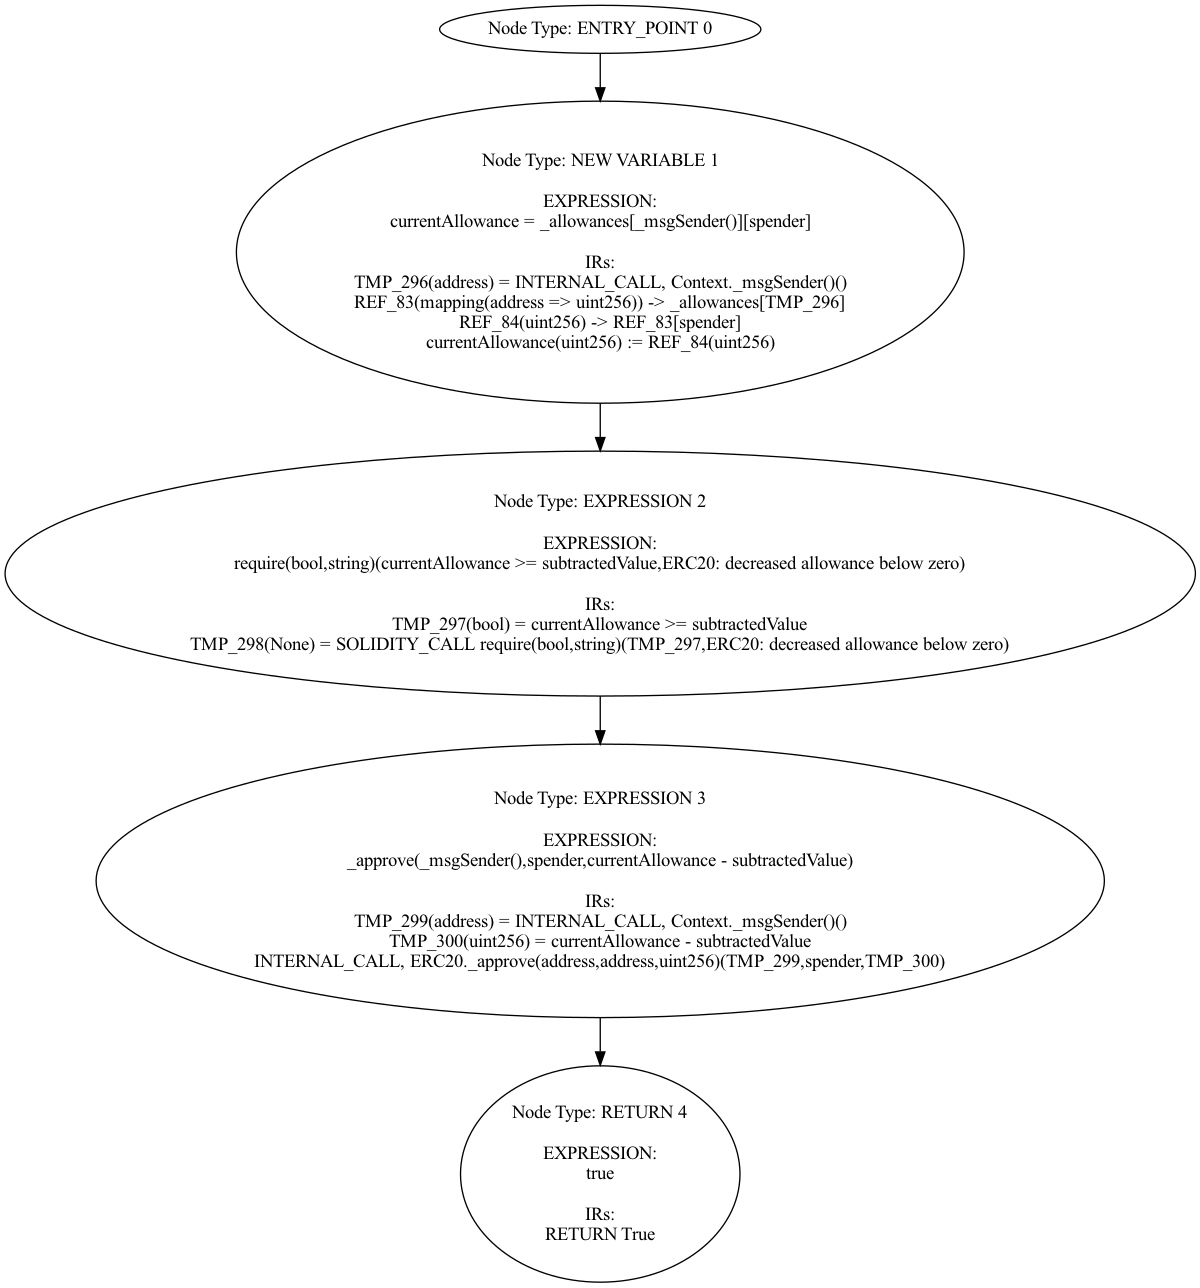 Node Type: ENTRY_POINT 0
Node Type: NEW VARIABLE 1
EXPRESSION:
currentAllowance = _allowances[_msgSender()][spender]
IRs:
TMP_296(address) = INTERNAL_CALL, Context._msgSender()()
REF_83(mapping(address => uint256)) -> _allowances[TMP_296]
REF_84(uint256) -> REF_83[spender]
currentAllowance(uint256) := REF_84(uint256)
Node Type: EXPRESSION 2
EXPRESSION:
require(bool,string)(currentAllowance >= subtractedValue,ERC20: decreased allowance below zero)
IRs:
TMP_297(bool) = currentAllowance >= subtractedValue
TMP_298(None) = SOLIDITY_CALL require(bool,string)(TMP_297,ERC20: decreased allowance below zero)
Node Type: EXPRESSION 3
EXPRESSION:
_approve(_msgSender(),spender,currentAllowance - subtractedValue)
IRs:
TMP_299(address) = INTERNAL_CALL, Context._msgSender()()
TMP_300(uint256) = currentAllowance - subtractedValue
INTERNAL_CALL, ERC20._approve(address,address,uint256)(TMP_299,spender,TMP_300)
Node Type: RETURN 4
EXPRESSION:
true
IRs:
RETURN True